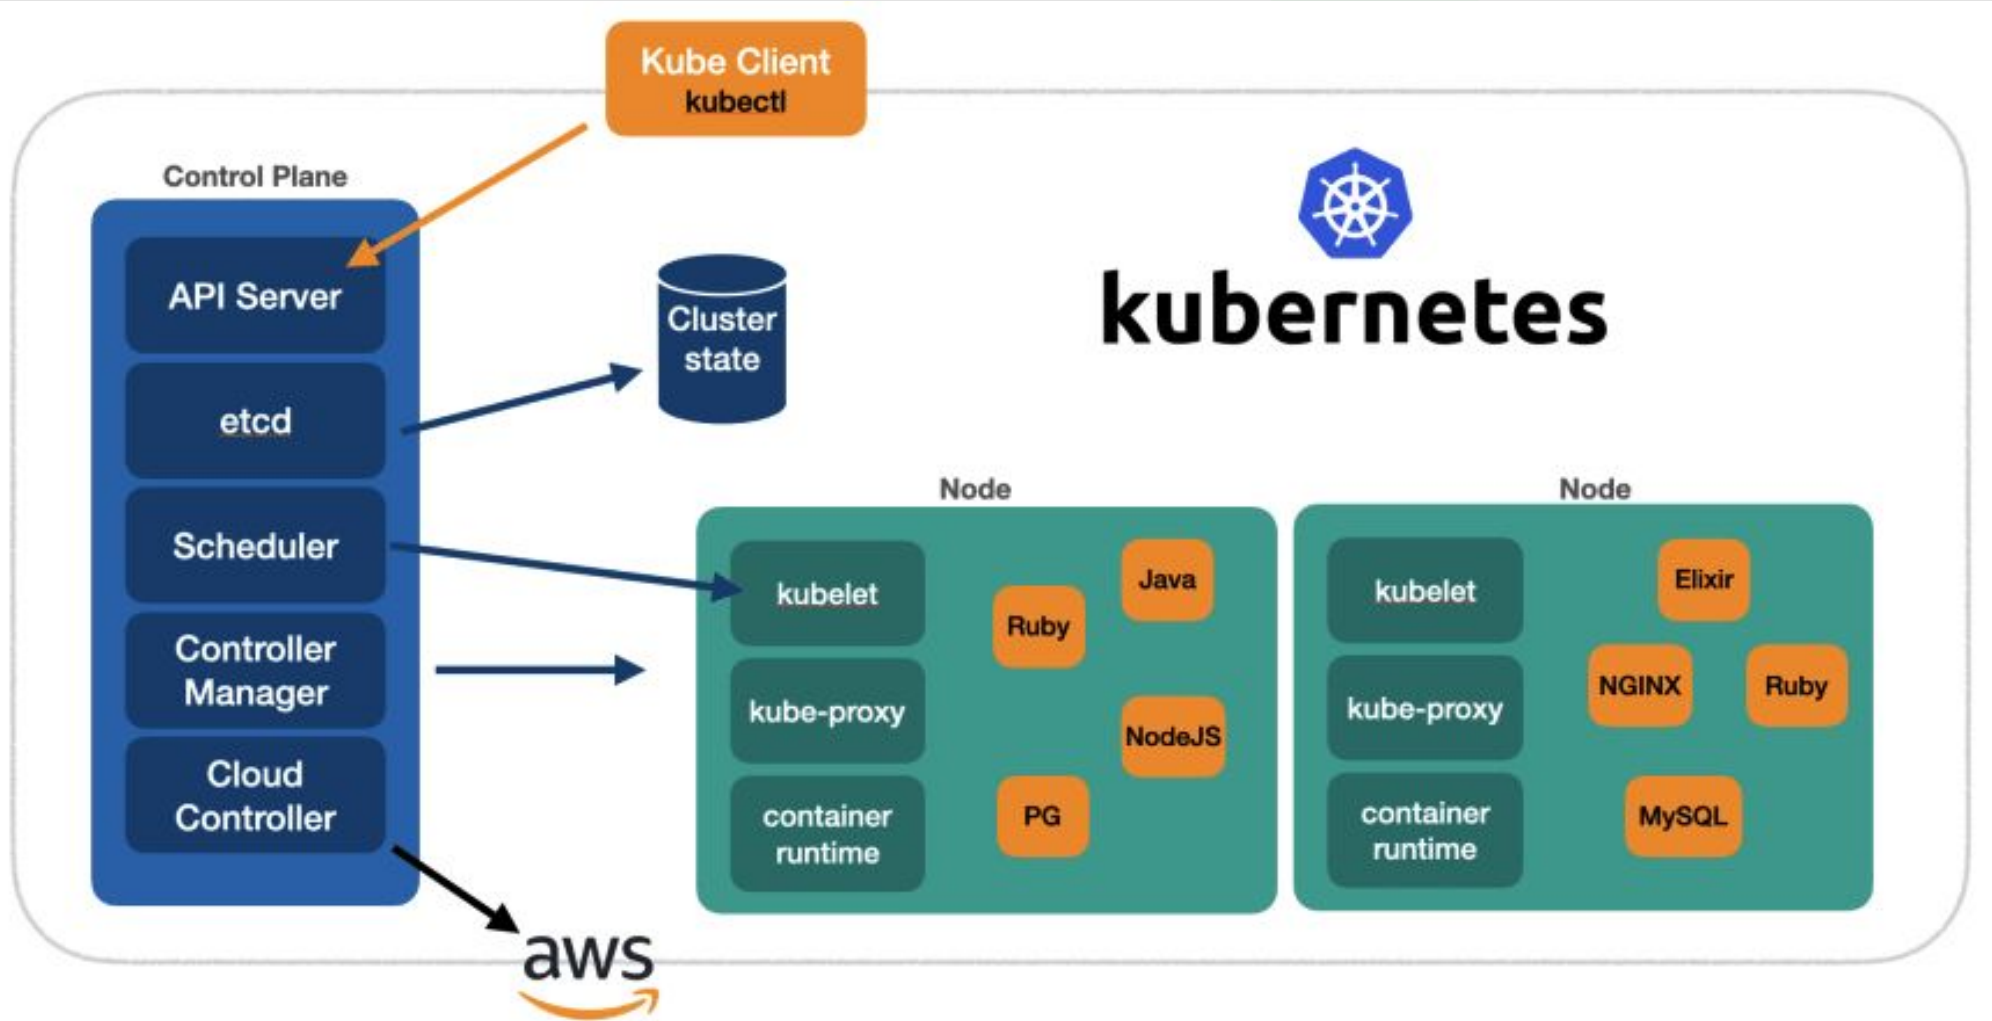 Kube Client
kubectl
Control Plane
API Server
etcd
Scheduler
Controller
Manager
Cloud
Controller
Cluster
state
kubernetes
Node
kubelet
kube-proxy
container
runtime
Java
Ruby
NodeJS
PG
Node
kubelet
kube-proxy
container
runtime
Elixir
NGINX
Ruby
MySQL
aws